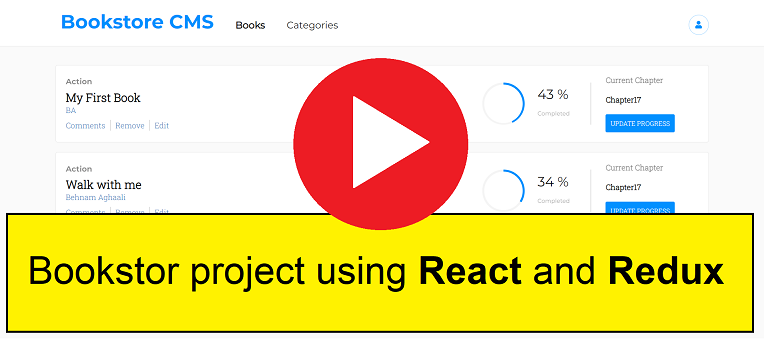 Bookstore CMS Books Categories
Action
My First Book
BA
Comments Remove Edit
43 %
Completed
Current Chapter
Chapter17
UPDATE PROGRESS
Action
Walk with me
Behnam Aghaali
Comments Remove Edit
34 %
Completed
Current Chapter
Chapter17
UPDATE PROGRESS
Bookstor project using React and Redux